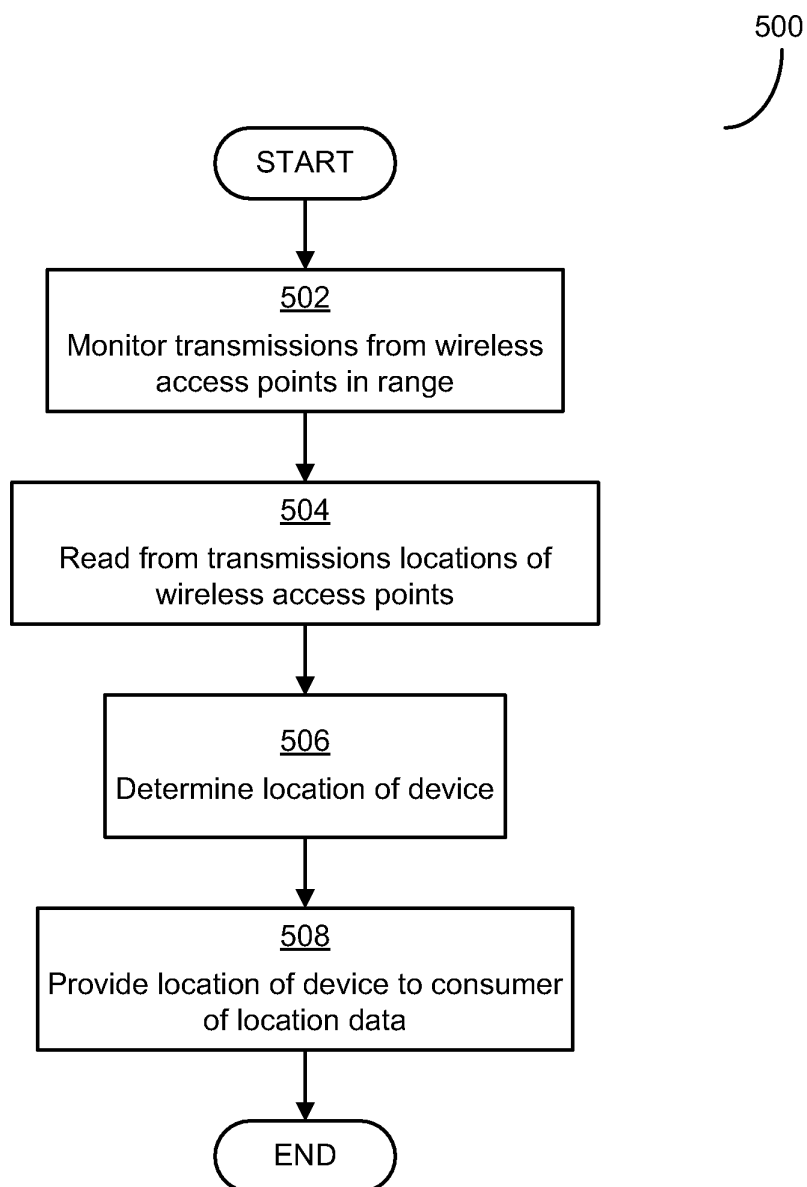 500
START
502
Monitor transmissions from wireless
access points in range
504
Read from transmissions locations of
wireless access points
506
Determine location of device
508
Provide location of device to consumer
of location data
END